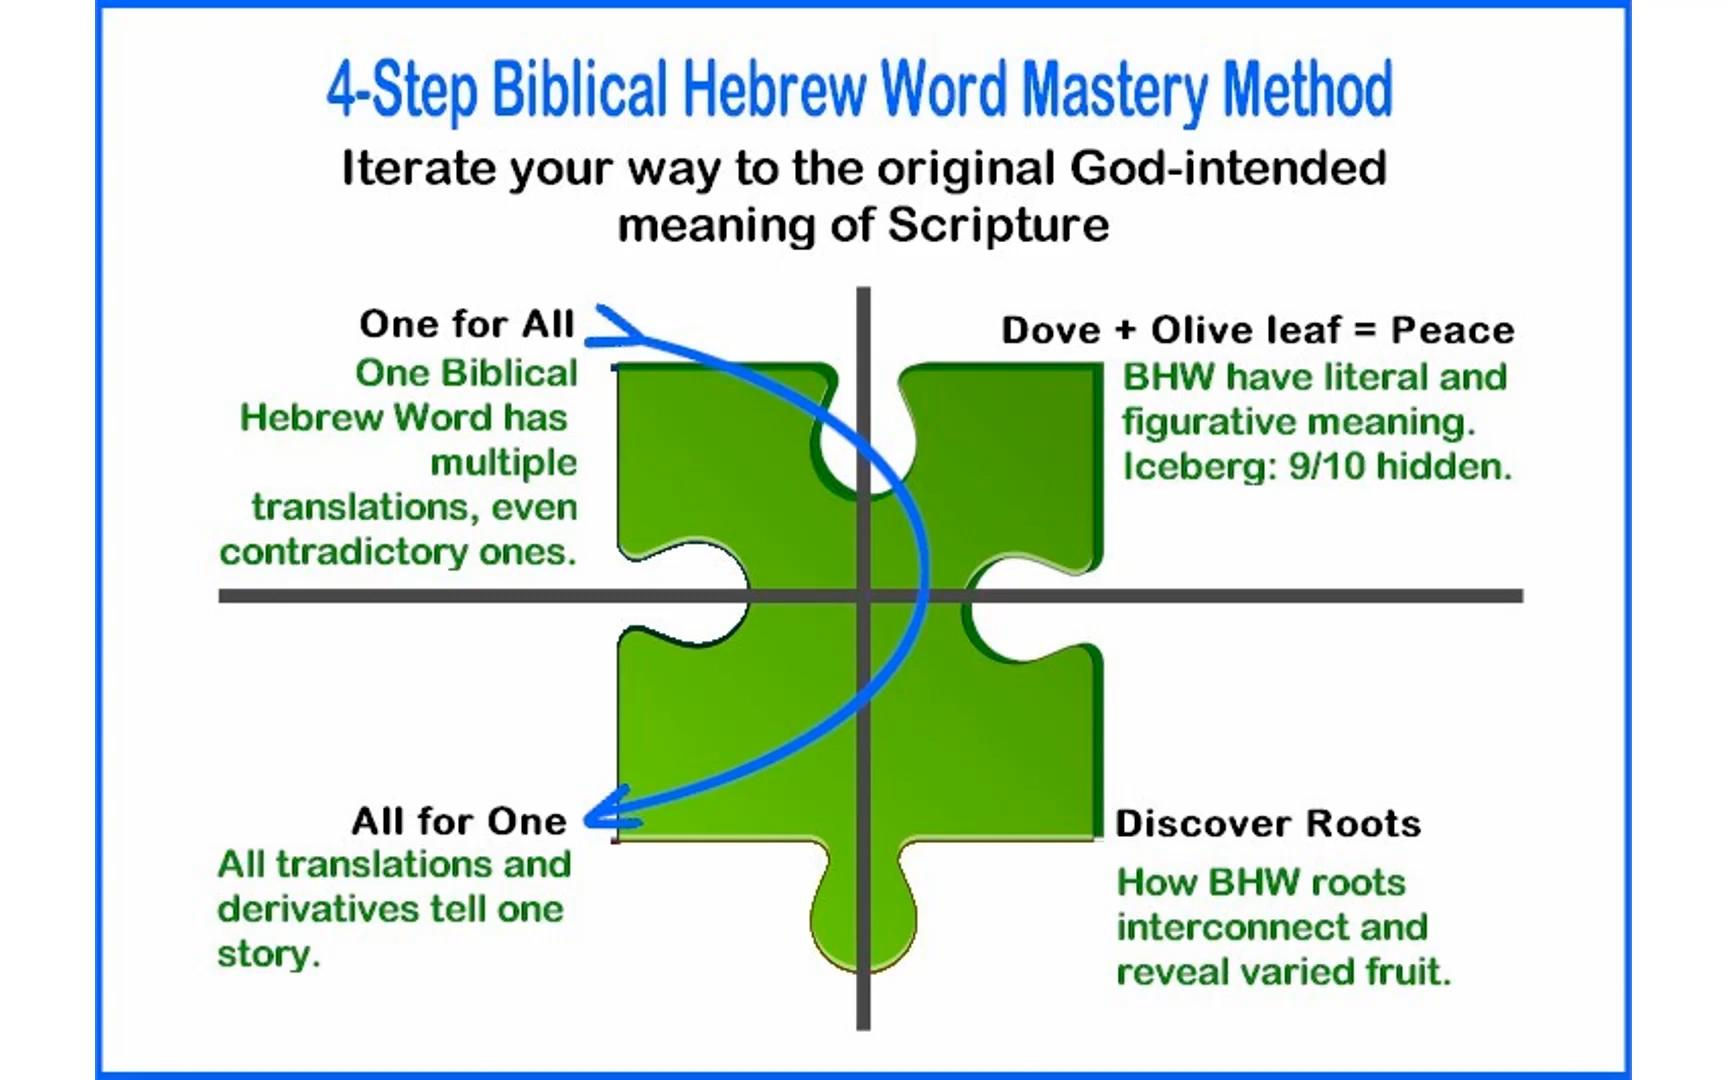 4-Step Biblical Hebrew Word Mastery Method
Iterate your way to the original God-intended
meaning of Scripture
One for All
One Biblical
Hebrew Word has
multiple
translations, even
contradictory ones.
Dove + Olive leaf = Peace
BHW have literal and
figurative meaning.
Iceberg: 9/10 hidden.
All for One
All translations and
derivatives tell one
story.
Discover Roots
How BHW roots
interconnect and
reveal varied fruit.